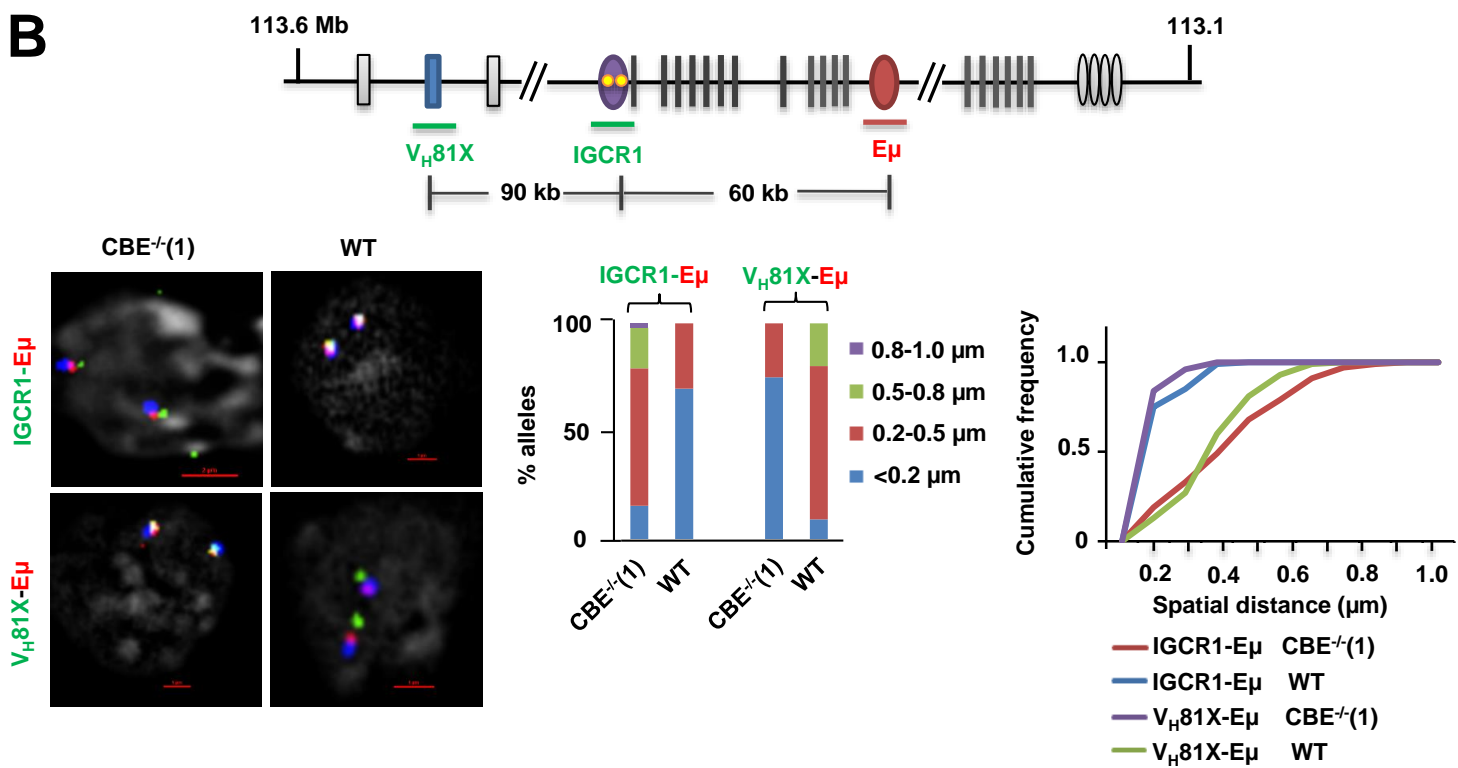 B
113.6 Mb
113.1
VH81X
IGCR1
Eμ
90 kb
60 kb
CBE-/-(1)
WT
IGCR1-Eμ
VH81X-Eμ
IGCR1-Eμ
VH81X-Eμ
% alleles
100
50
0
CBE-/-(1)
WT
CBE-/-(1)
WT
0.8-1.0 μm
0.5-0.8 μm
0.2-0.5 μm
<0.2 μm
Cumulative frequency
1.0
0.5
0
0.2 0.4 0.6 0.8 1.0
Spatial distance (μm)
IGCR1-Eμ CBE-/-(1)
IGCR1-Eμ WT
VH81X-Eμ CBE-/-(1)
VH81X-Eμ WT